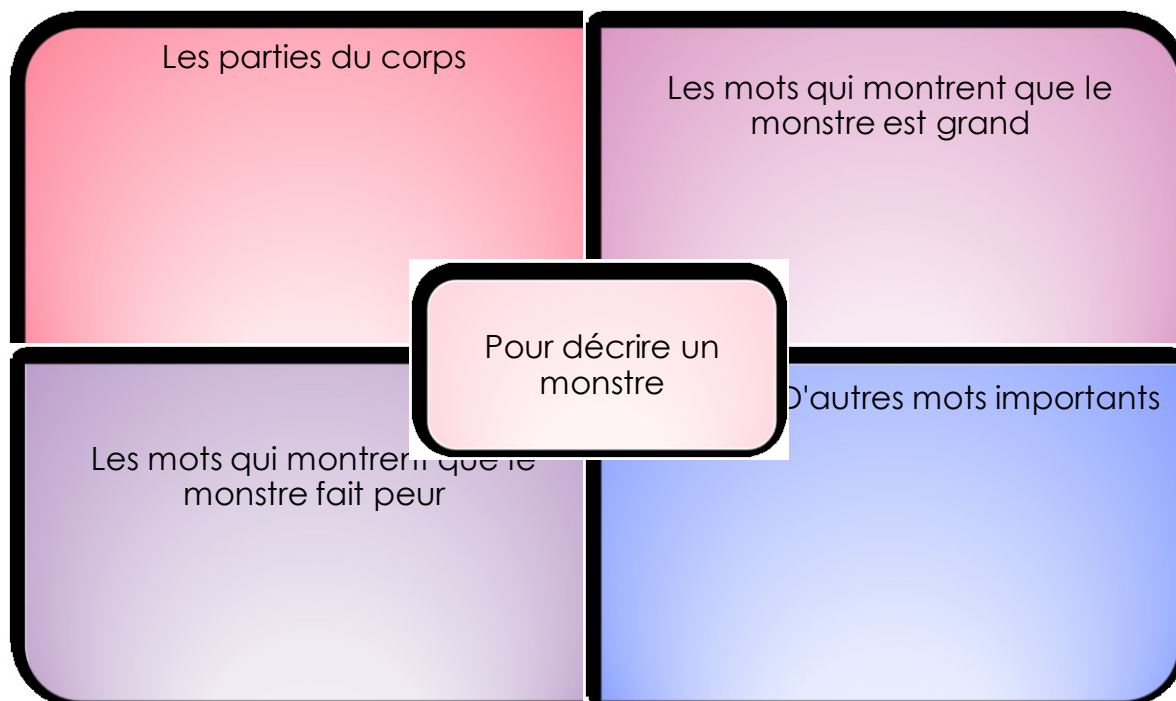 Les parties du corps
Les mots qui montrent que le
monstre est grand
Pour décrire un
monstre
D'autres mots importants
Les mots qui montrent que le
monstre fait peur